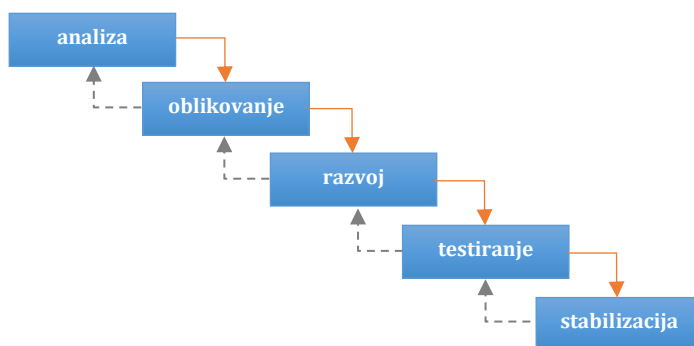 analiza
oblikovanje
razvoj
testiranje
stabilizacija